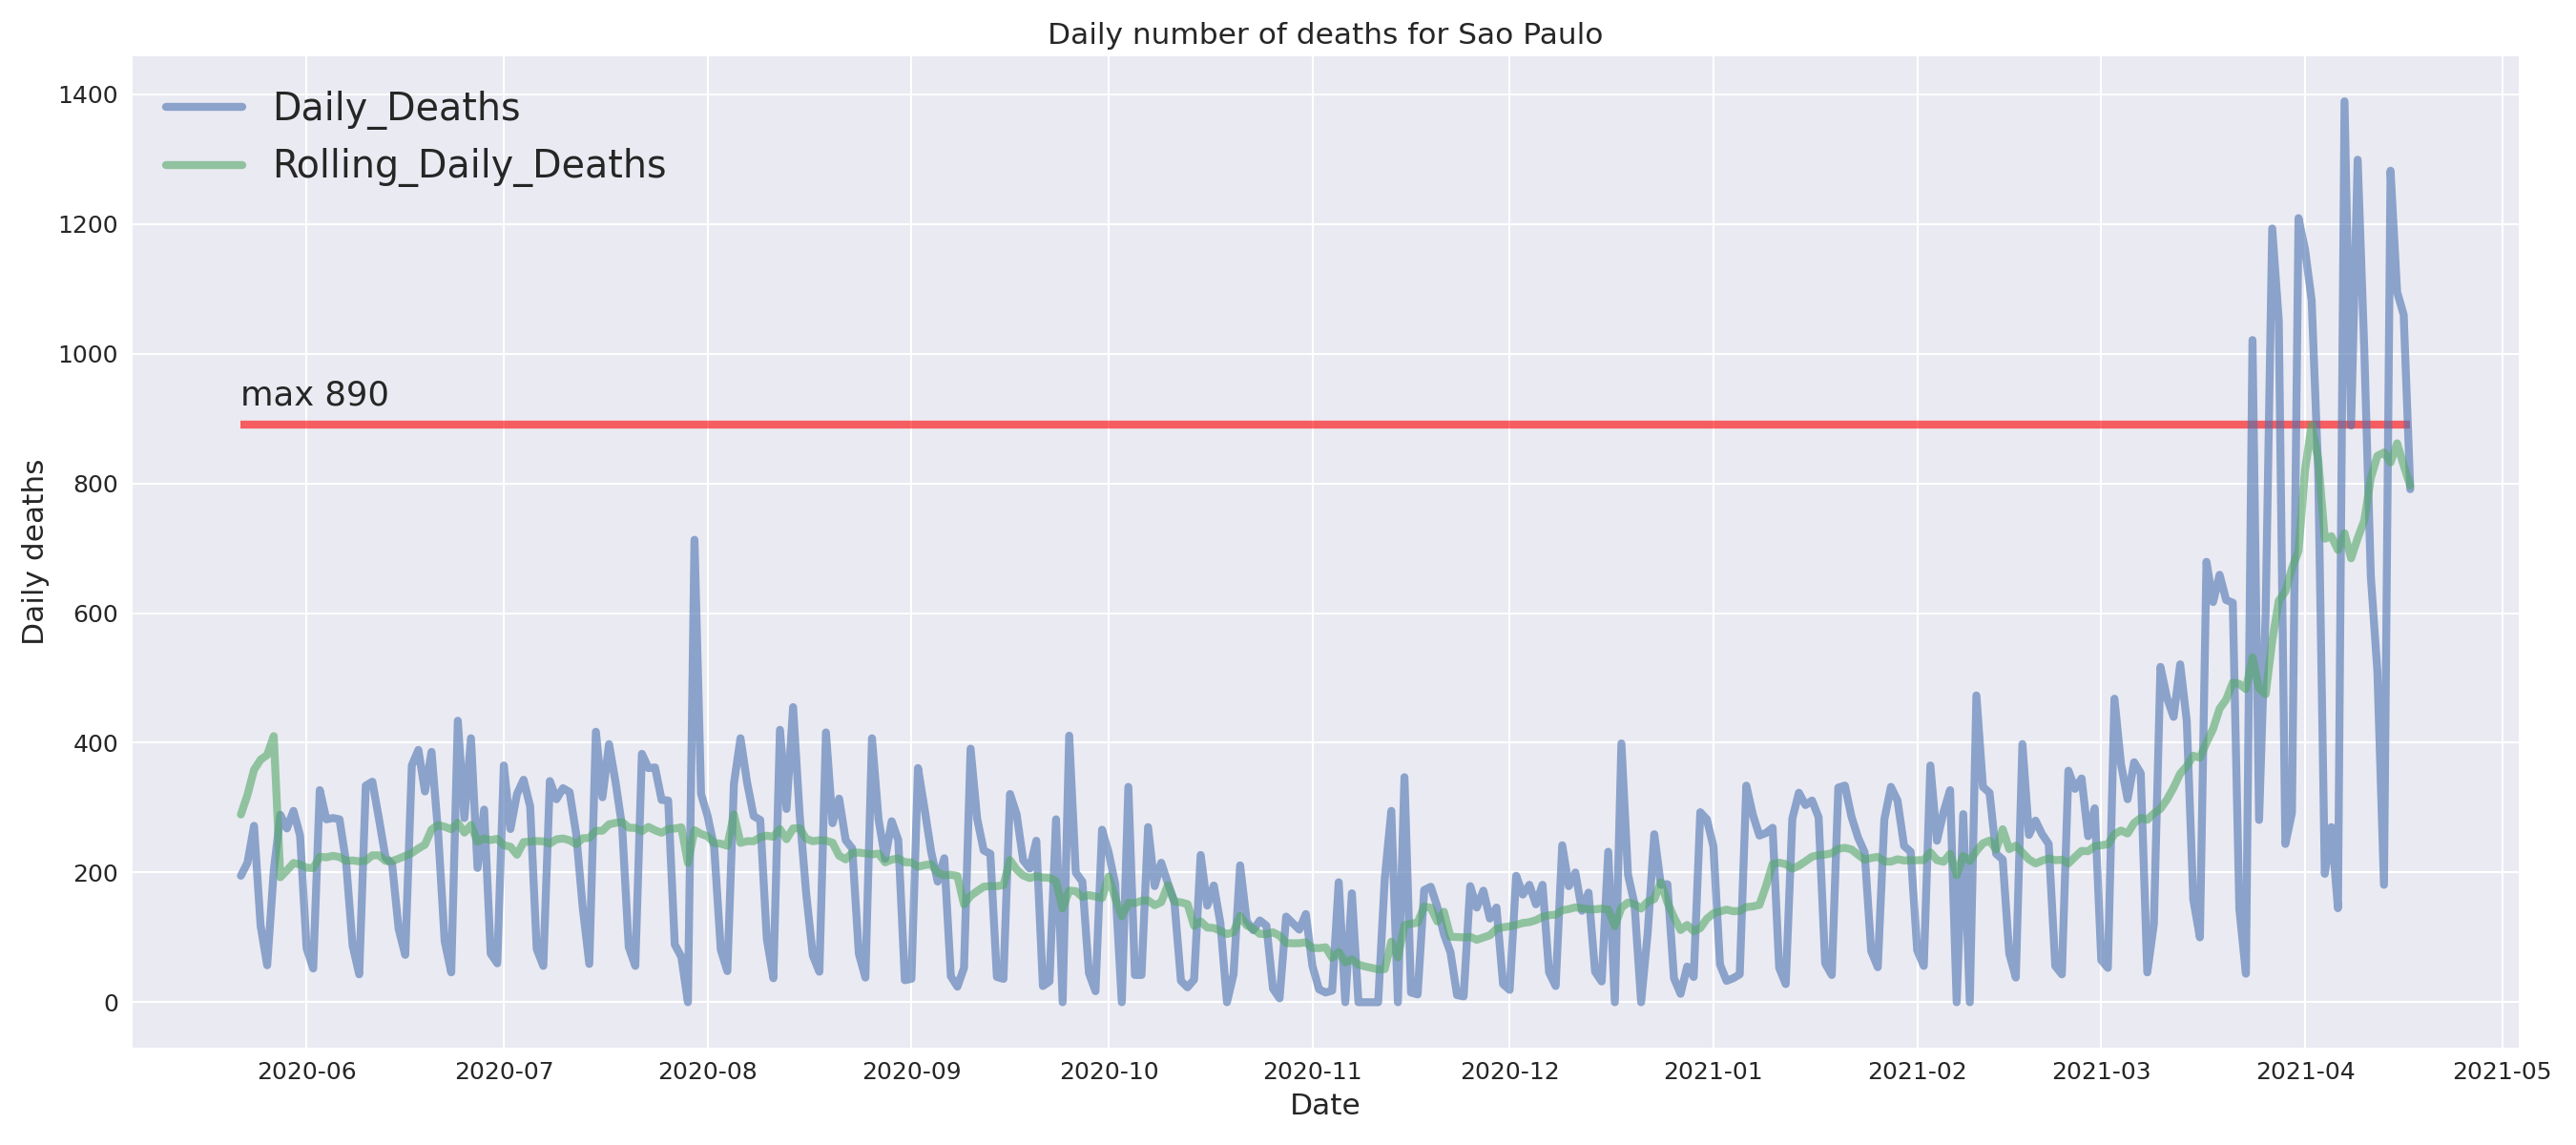 Daily number of deaths for Sao Paulo
1400
1200
1000
800
600
400
200
0
Daily deaths
Daily_Deaths
Rolling_Daily_Deaths
max 890
2020-06 2020-07 2020-08 2020-09 2020-10 2020-11 2020-12 2021-01 2021-02 2021-03 2021-04 2021-05
Date